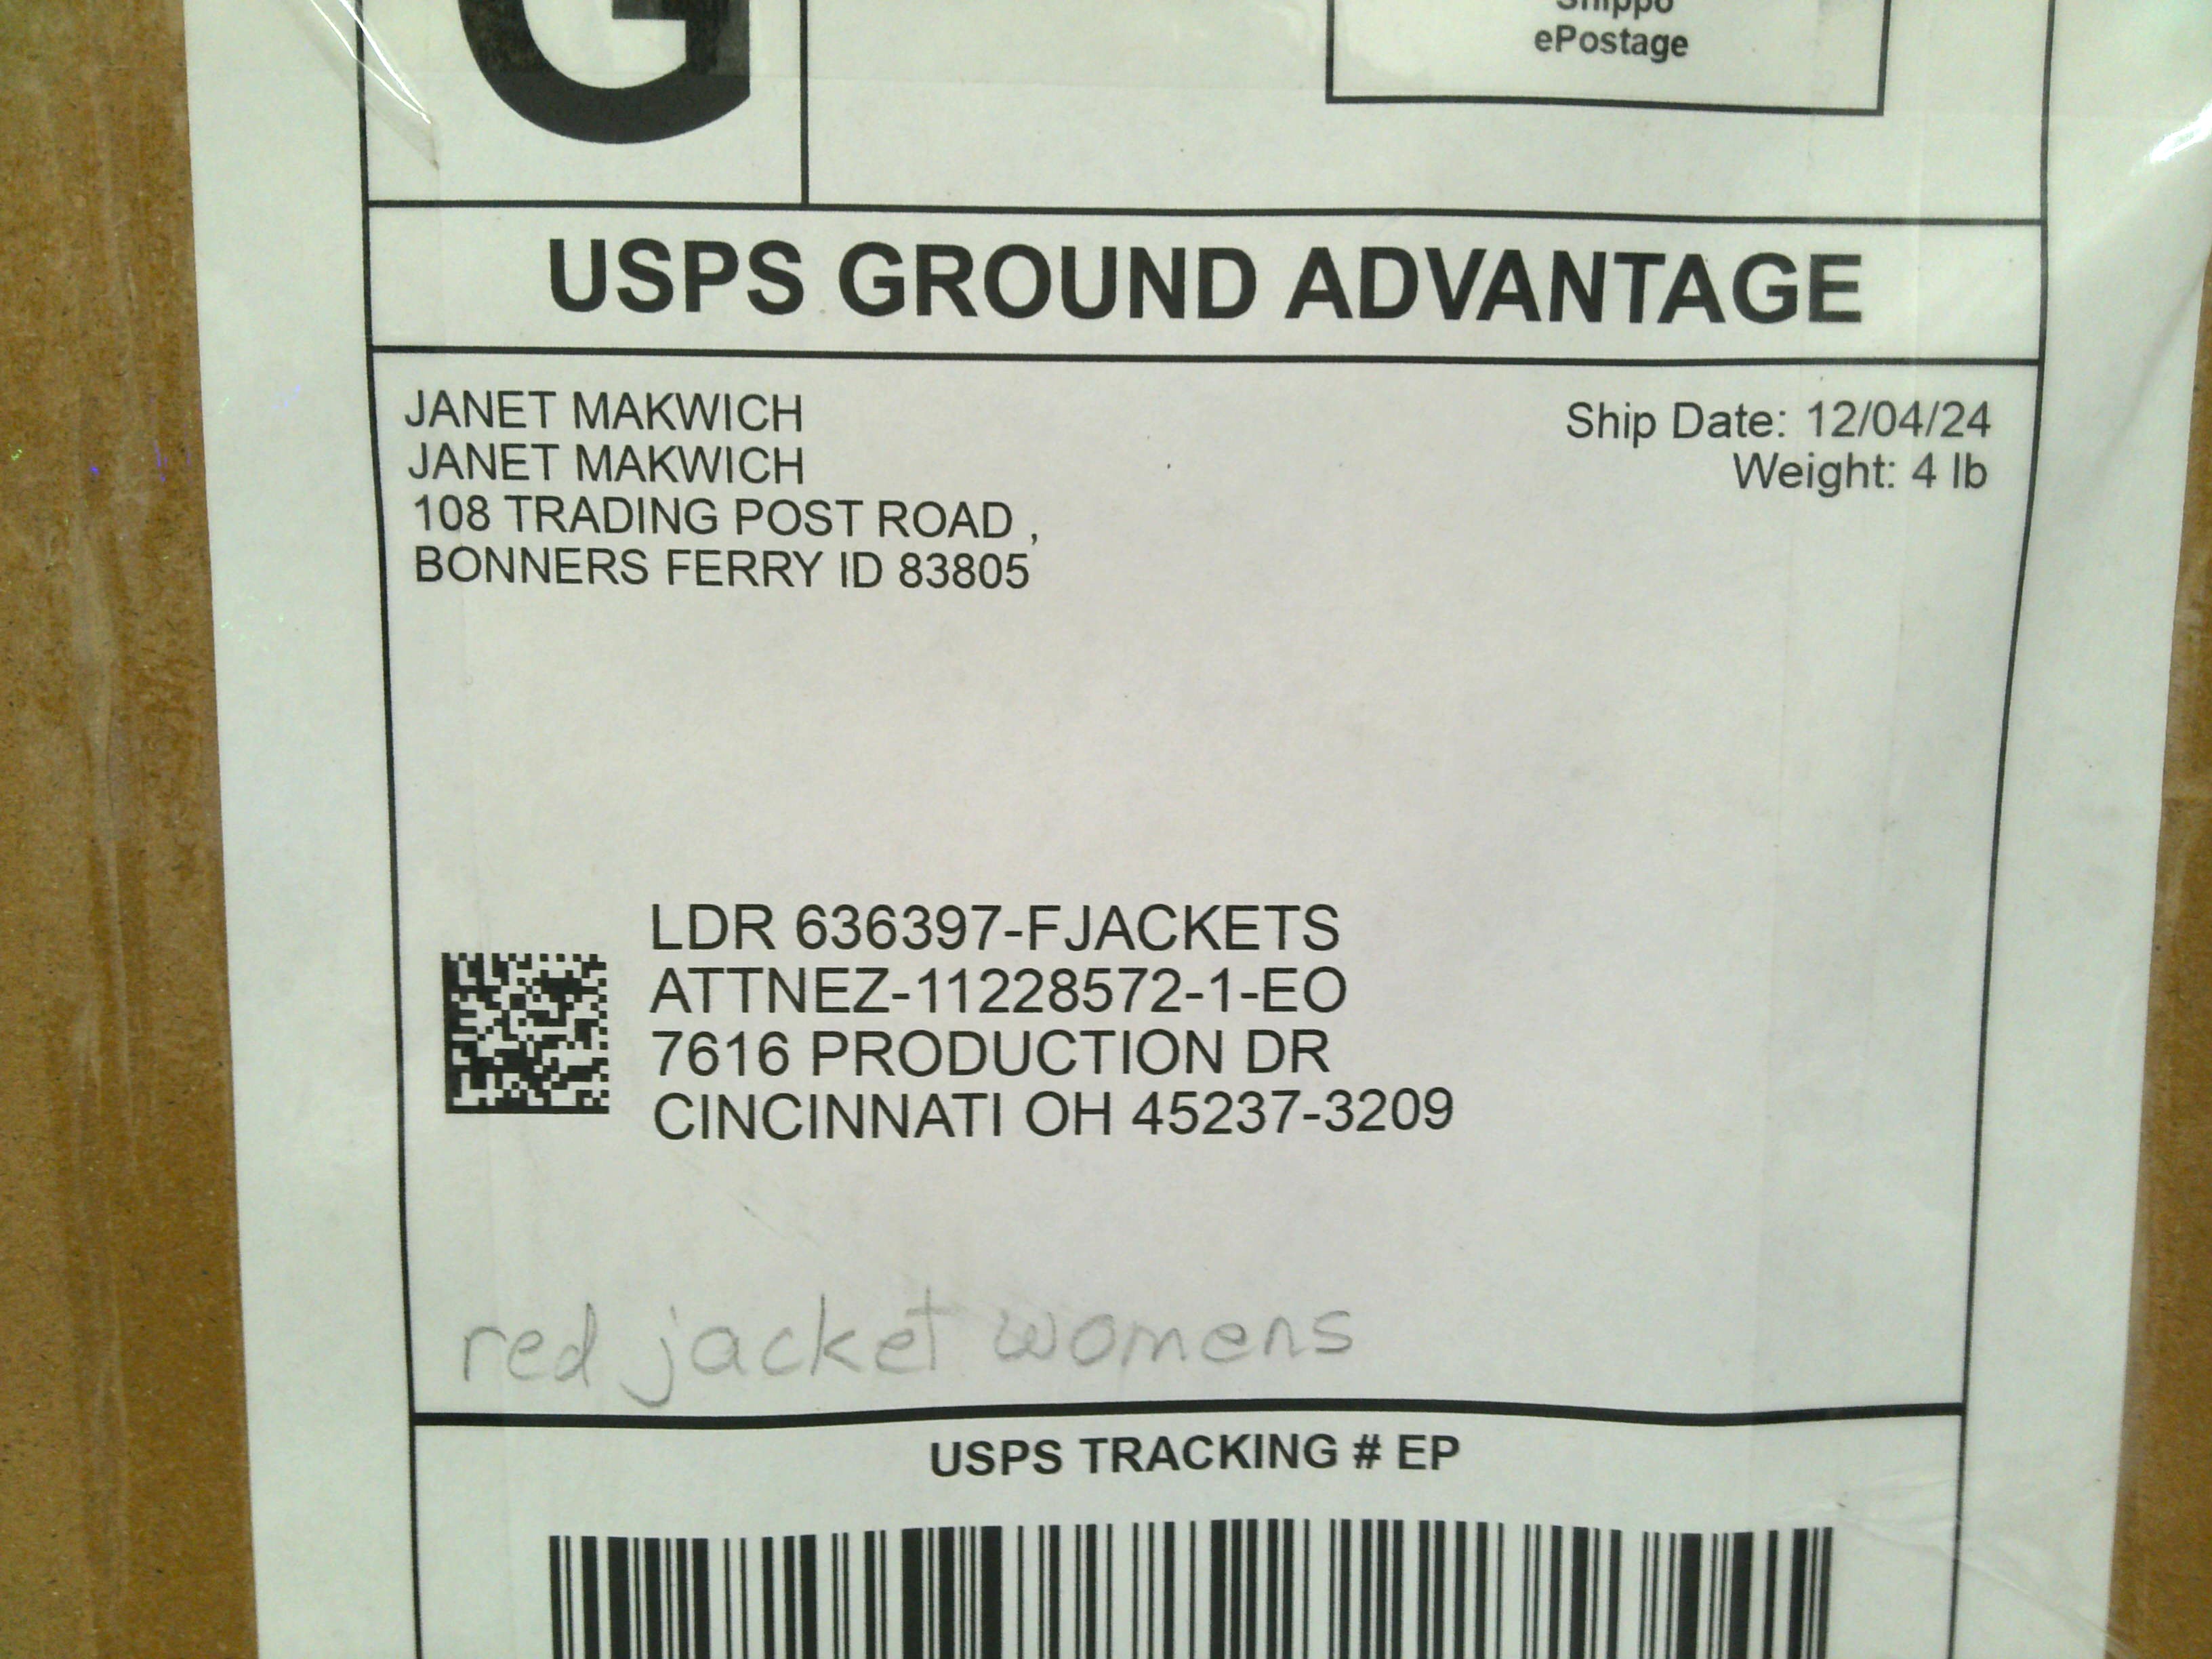 G
Shippo
ePostage
USPS GROUND ADVANTAGE
JANET MAKWICH
JANET MAKWICH
108 TRADING POST ROAD ,
BONNERS FERRY ID 83805
Ship Date: 12/04/24
Weight: 4 lb
LDR 636397-FJACKETS
ATTNEZ-11228572-1-EO
7616 PRODUCTION DR
CINCINNATI OH 45237-3209
red jacket womens
USPS TRACKING # EP